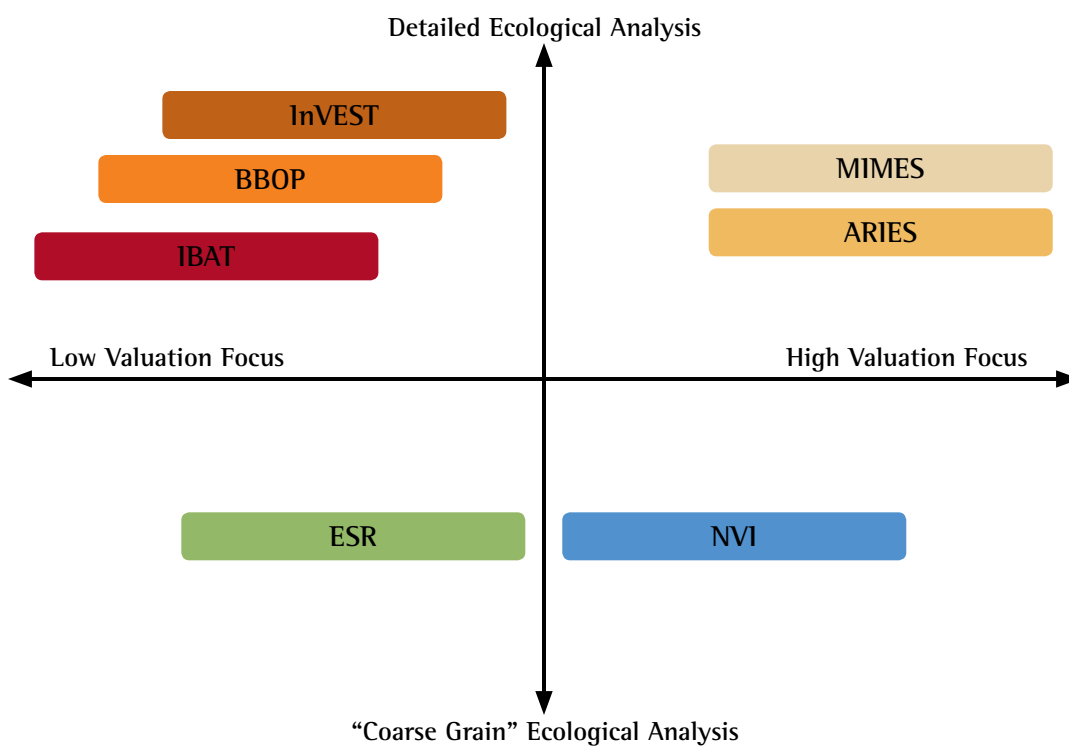 Detailed Ecological Analysis
InVEST
BBOP
MIMES
ARIES
IBAT
Low Valuation Focus
High Valuation Focus
ESR
NVI
“Coarse Grain” Ecological Analysis